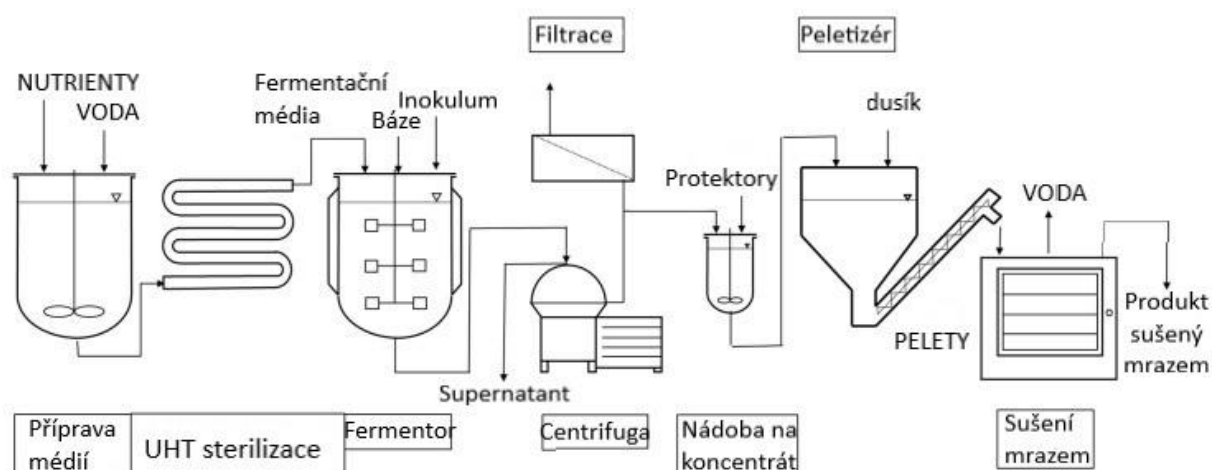 Filtrace
Peletizér
NUTRIENTY
VODA
Fermentační
média
Báze
Inokulum
dusík
Protektory
VODA
Produkt
sušený
mrazem
PELETY
Supernatant
Příprava
médií
UHT sterilizace
Fermentor
Centrifuga
Nádoba na
koncentrát
Sušení
mrazem